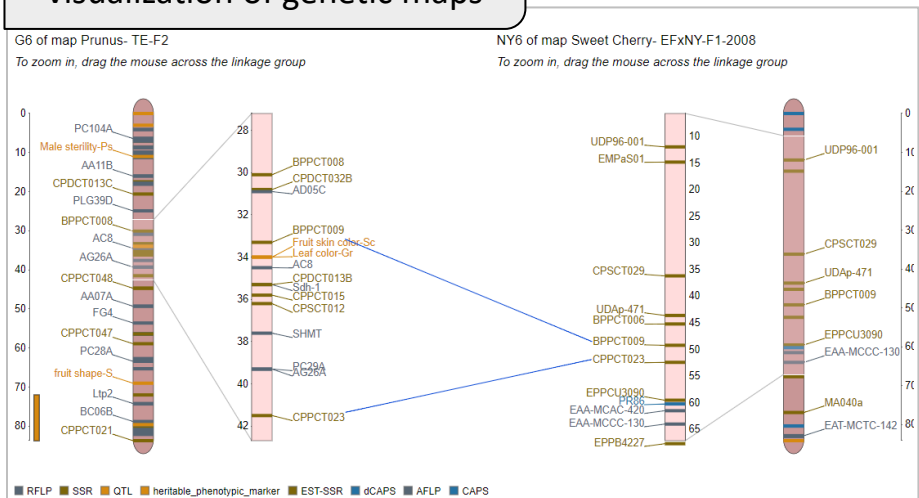 visualization of genetic maps
G6 of map Prunus- TE-F2
To zoom in, drag the mouse across the linkage group
0
10
20
30
40
50
60
70
80
PC104A
Male sterility-Ps
AA11B
CPDCT013C
PLG39D
BPPCT008
AC8
AG26A
CPPCT048
AA07A
FG4
CPPCT047
PC28A
fruit shape-S
Ltp2
BC06B
CPPCT021
28
30
32
34
36
38
40
42
BPPCT008
CPDCT032B
AD05C
BPPCT009
Fruit skin color-Sc
Leaf color-Gr
AC8
CPDCT013B
Sdh-1
CPPCT015
CPSCT012
SHMT
PC29A
AG26A
CPPCT023
NY6 of map Sweet Cherry- EFxNY-F1-2008
To zoom in, drag the mouse across the linkage group
UDP96-001
EMPaS01
CPSCT029
UDAp-471
BPPCT006
BPPCT009
CPPCT023
EPPCU3090
PR86
EAA-MCAC-420
EAA-MCCC-130
EPPB4227
10
15
20
25
30
35
40
45
50
55
60
65
UDP96-001
CPSCT029
UDAp-471
BPPCT009
EPPCU3090
EAA-MCCC-130
MA040a
EAT-MCTC-142
0
10
20
30
40
50
60
70
80
RFLP SSR QTL heritable_phenotypic_marker EST-SSR dCAPS AFLP CAPS